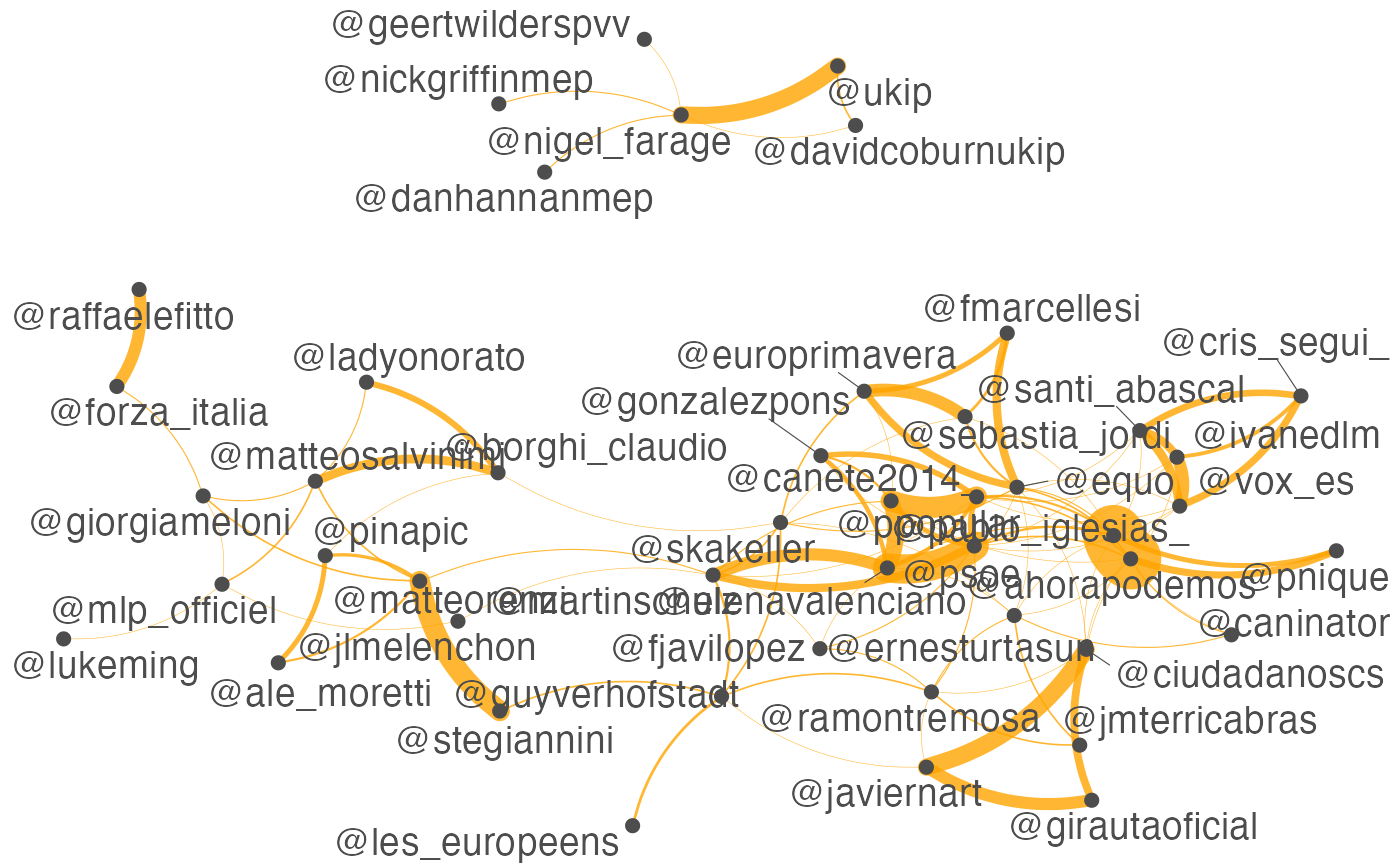 @geertwilderspvv
@nickgriffinmep
@ukip
@nigel_farage
@davidcoburnukip
@danhannanmep
@raffaelefitto
@fmarcellesi
@cris_segui_
@ladyonorato
@europrimavera
@santi_abascal
@forza_italia
@gonzalezpons
@sebastia_jordi
@ivanedlm
@matteosalvinimi
@borghi_claudio
@canete2014_
@equo
@vox_es
@giorgiameloni
@pinapic
@ppopular
@pablo_iglesias_
@skakeller
@psoe
@ahorapodemos
@pnique
@mlp_officiel
@matteorenzi
@martinschulz
@elenavalenciano
@caninator
@lukeming
@jlmelenchon
@fjavilopez
@ernesturtasun
@ciudadanoscs
@ale_moretti
@guyverhofstadt
@ramontremosa
@jmterricabras
@stegiannini
@javiernart
@girautaoficial
@les_europeens